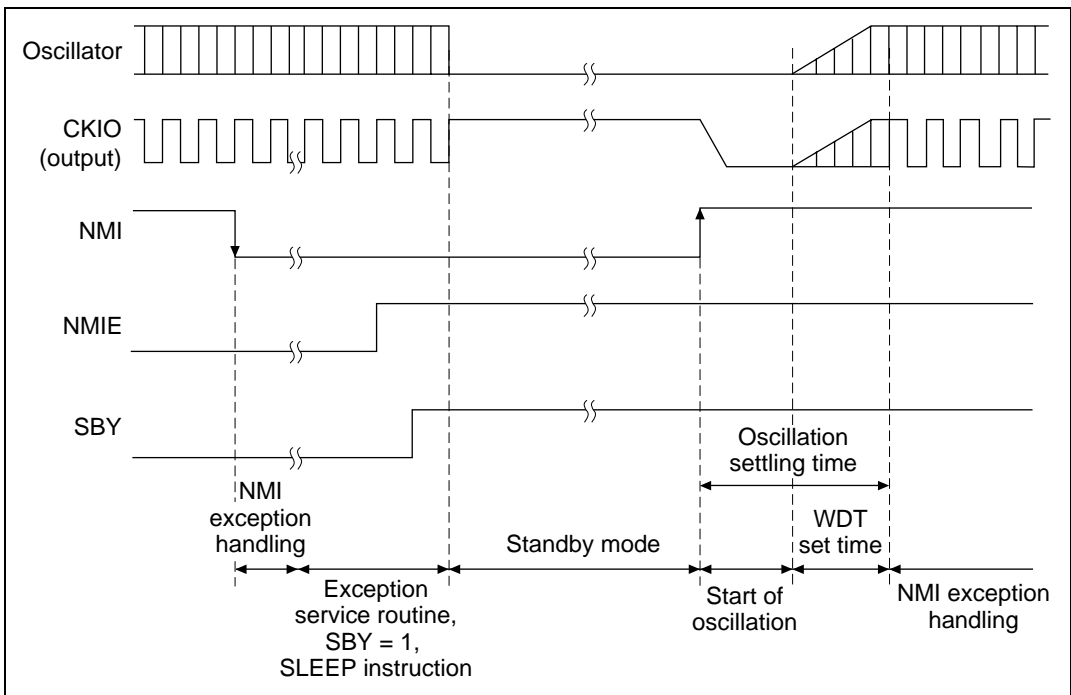 Oscillator
CKIO
(output)
NMI
NMIE
SBY
Oscillation
settling time
NMI
exception
handling
Exception
service routine,
SBY = 1,
SLEEP instruction
Standby mode
Start of
oscillation
WDT
set time
NMI exception
handling